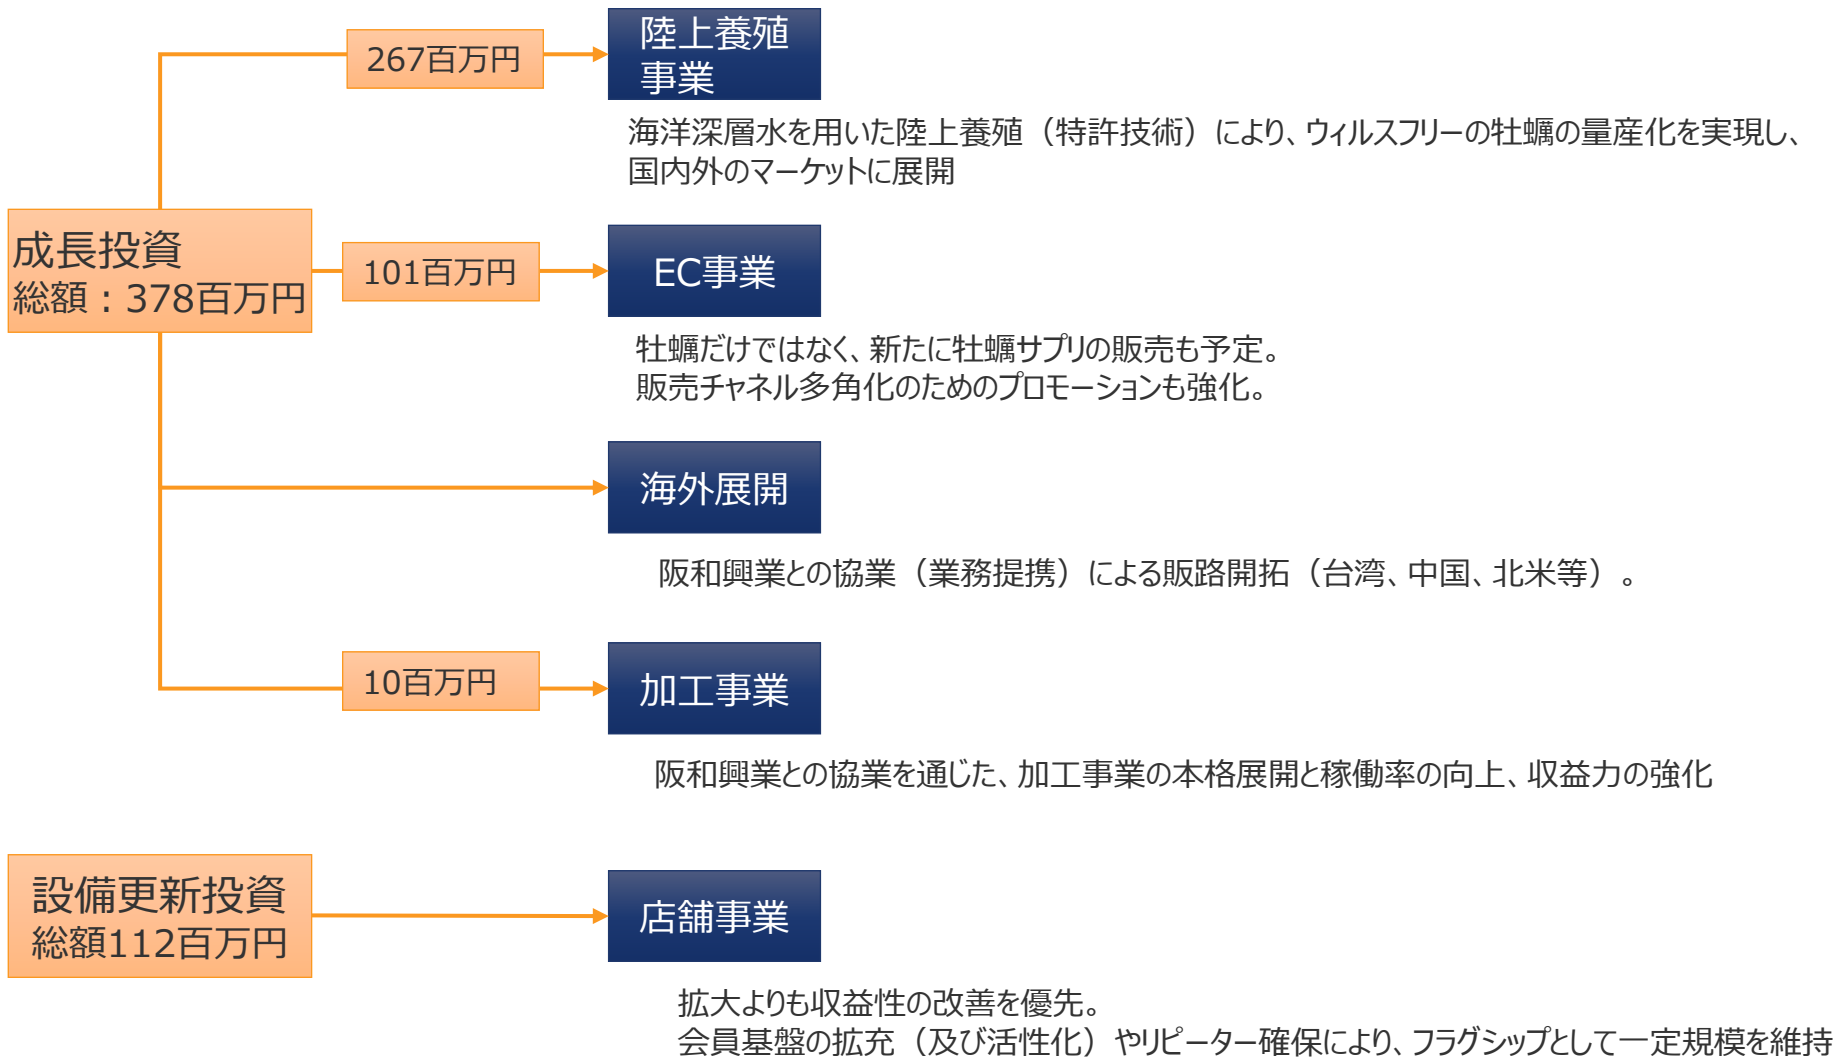 267百万円
陸上養殖
事業
海洋深層水を用いた陸上養殖（特許技術）により、ウィルスフリーの牡蠣の量産化を実現し、
国内外のマーケットに展開
成長投資
総額：378百万円
101百万円
EC事業
牡蠣だけではなく、新たに牡蠣サプリの販売も予定。
販売チャネル多角化のためのプロモーションも強化。
海外展開
阪和興業との協業（業務提携）による販路開拓（台湾、中国、北米等）。
10百万円
加工事業
阪和興業との協業を通じた、加工事業の本格展開と稼働率の向上、収益力の強化
設備更新投資
総額112百万円
店舗事業
拡大よりも収益性の改善を優先。
会員基盤の拡充（及び活性化）やリピーター確保により、フラグシップとして一定規模を維持